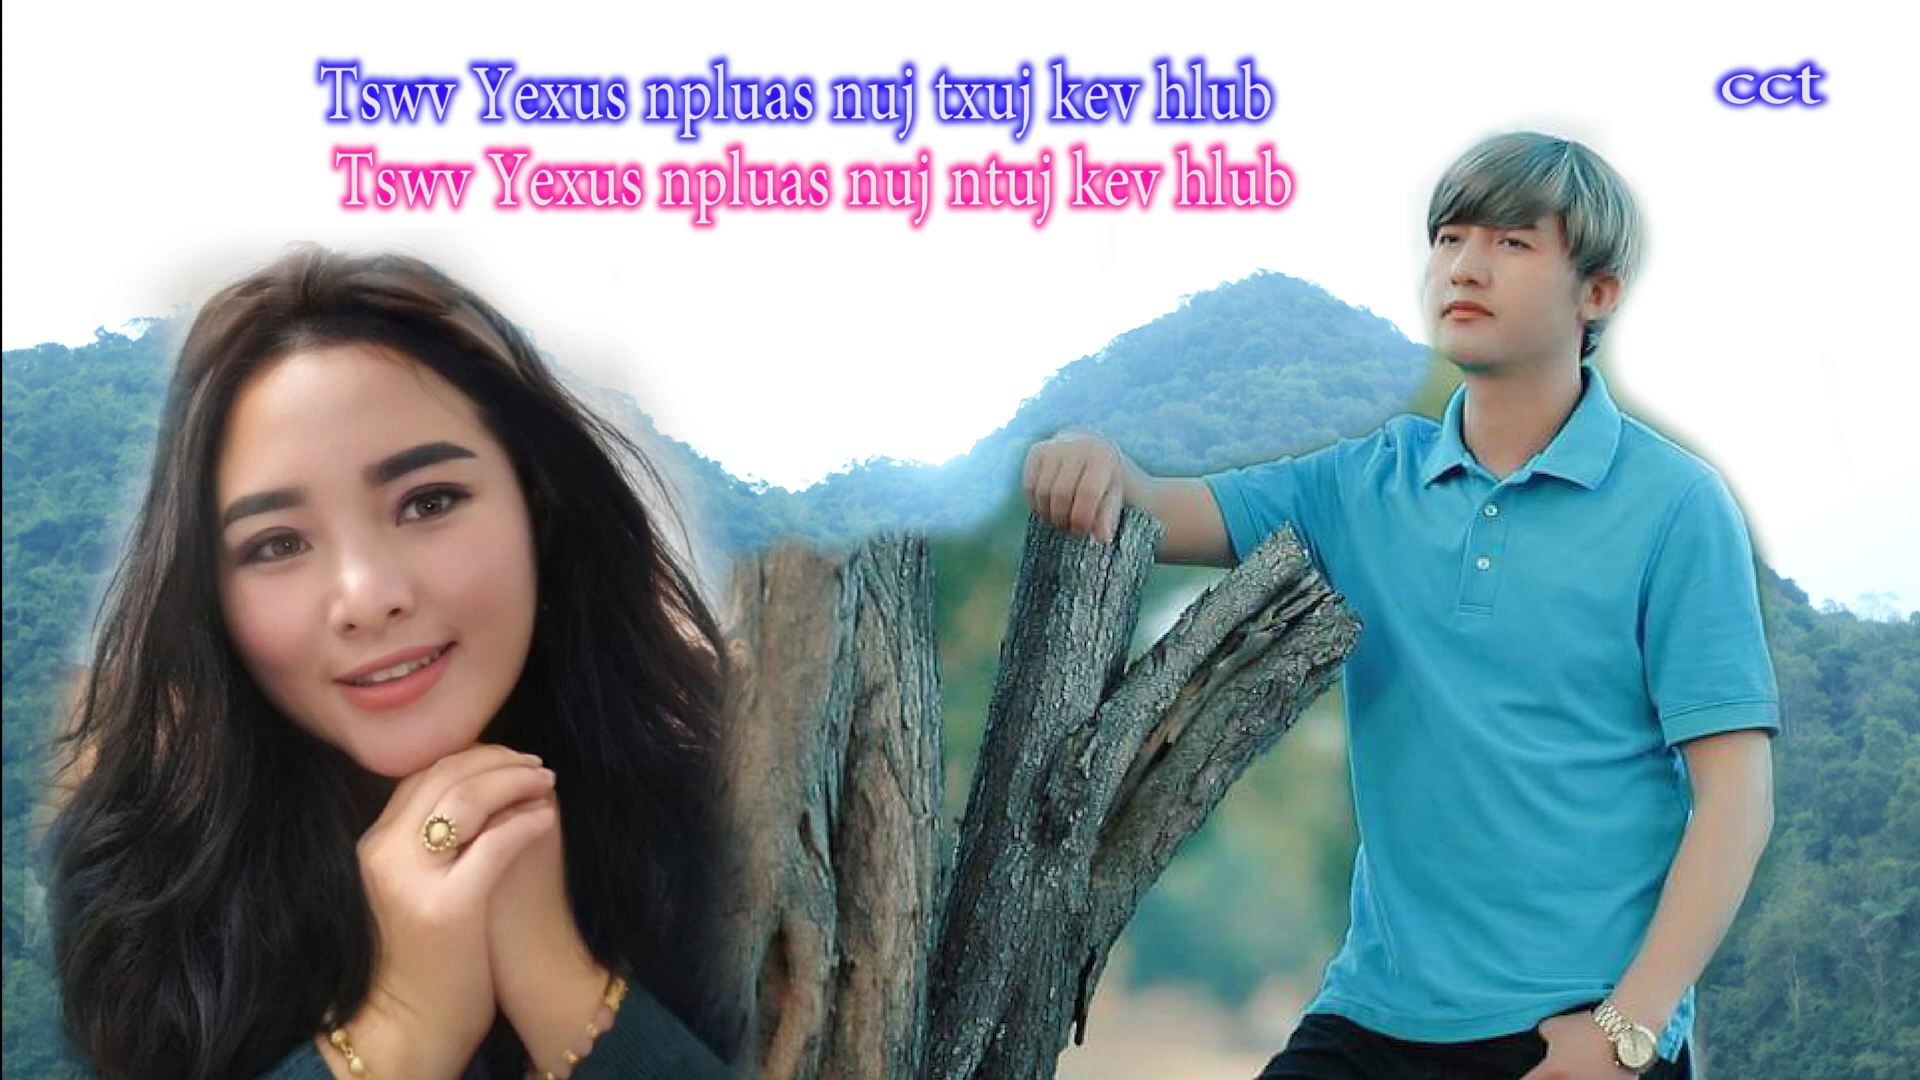 Tswv Yexus npluas nuj txuj kev hlub
cct
Tswv Yexus npluas nuj ntuj kev hlub